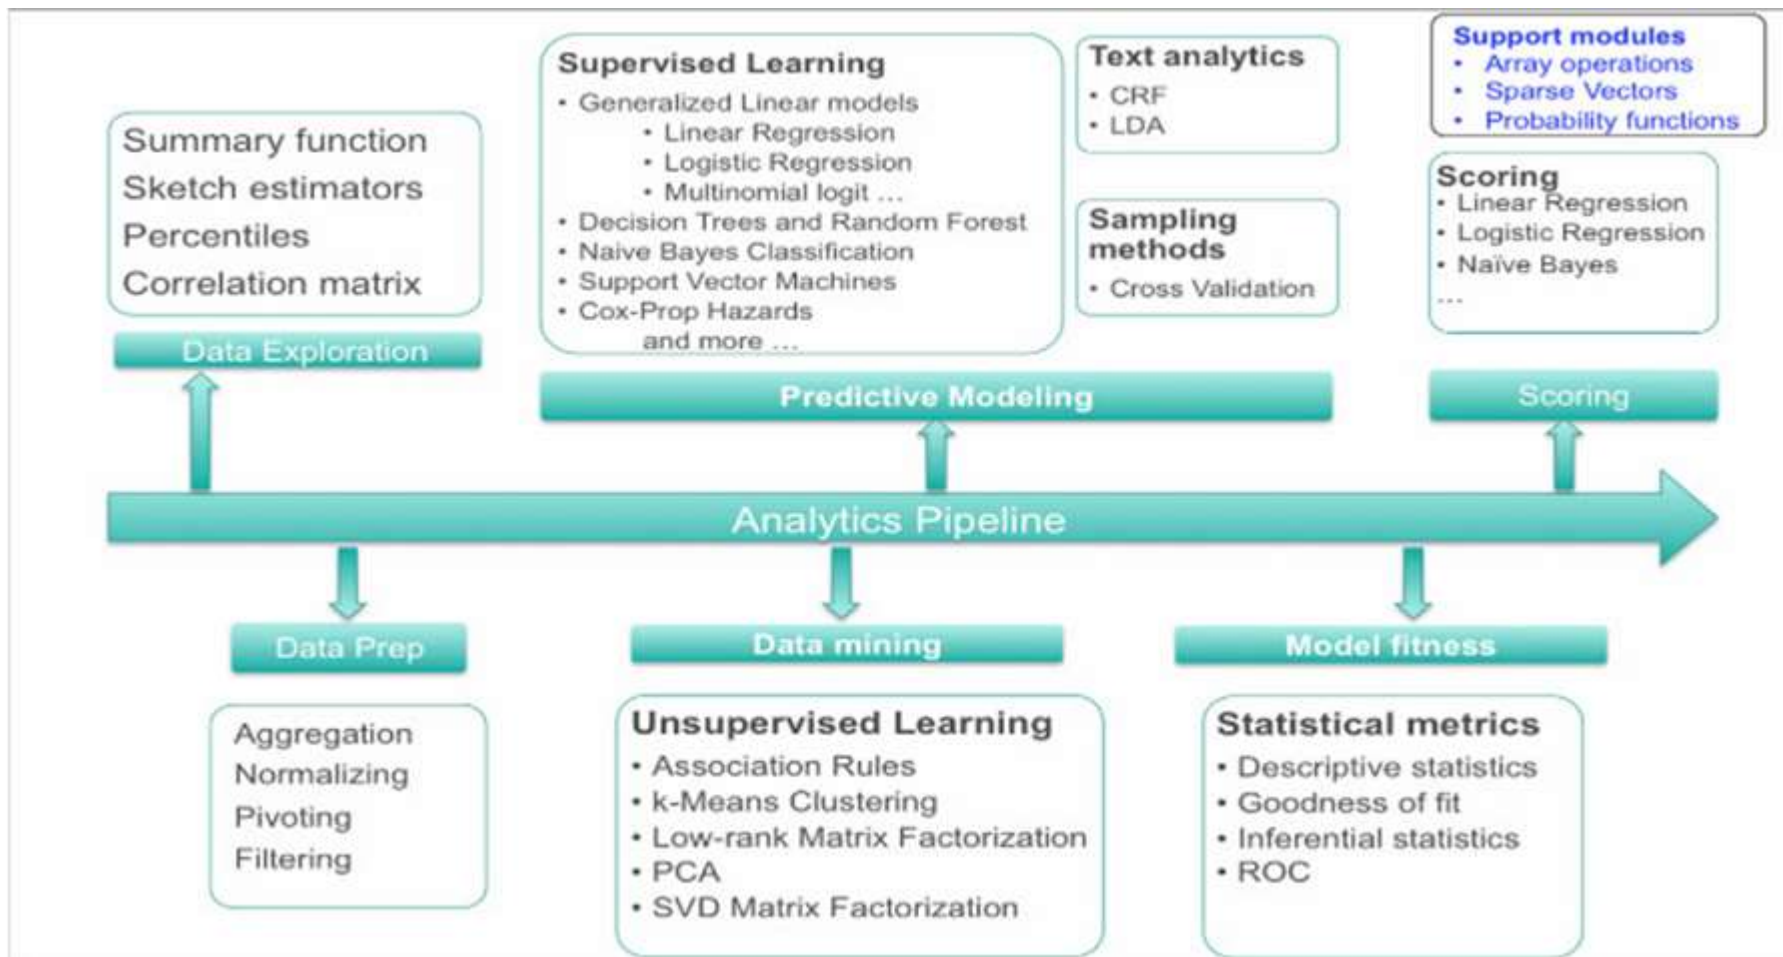 Summary function
Sketch estimators
Percentiles
Correlation matrix
Data Exploration
Supervised Learning
• Generalized Linear models
• Linear Regression
• Logistic Regression
• Multinomial logit ...
• Decision Trees and Random Forest
• Naive Bayes Classification
• Support Vector Machines
• Cox-Prop Hazards
and more ...
Text analytics
• CRF
• LDA
Sampling
methods
• Cross Validation
Predictive Modeling
Support modules
• Array operations
• Sparse Vectors
• Probability functions
Scoring
• Linear Regression
• Logistic Regression
• Naïve Bayes
...
Scoring
Analytics Pipeline
Data Prep
Aggregation
Normalizing
Pivoting
Filtering
Data mining
Unsupervised Learning
• Association Rules
• k-Means Clustering
• Low-rank Matrix Factorization
• PCA
• SVD Matrix Factorization
Model fitness
Statistical metrics
• Descriptive statistics
• Goodness of fit
• Inferential statistics
• ROC